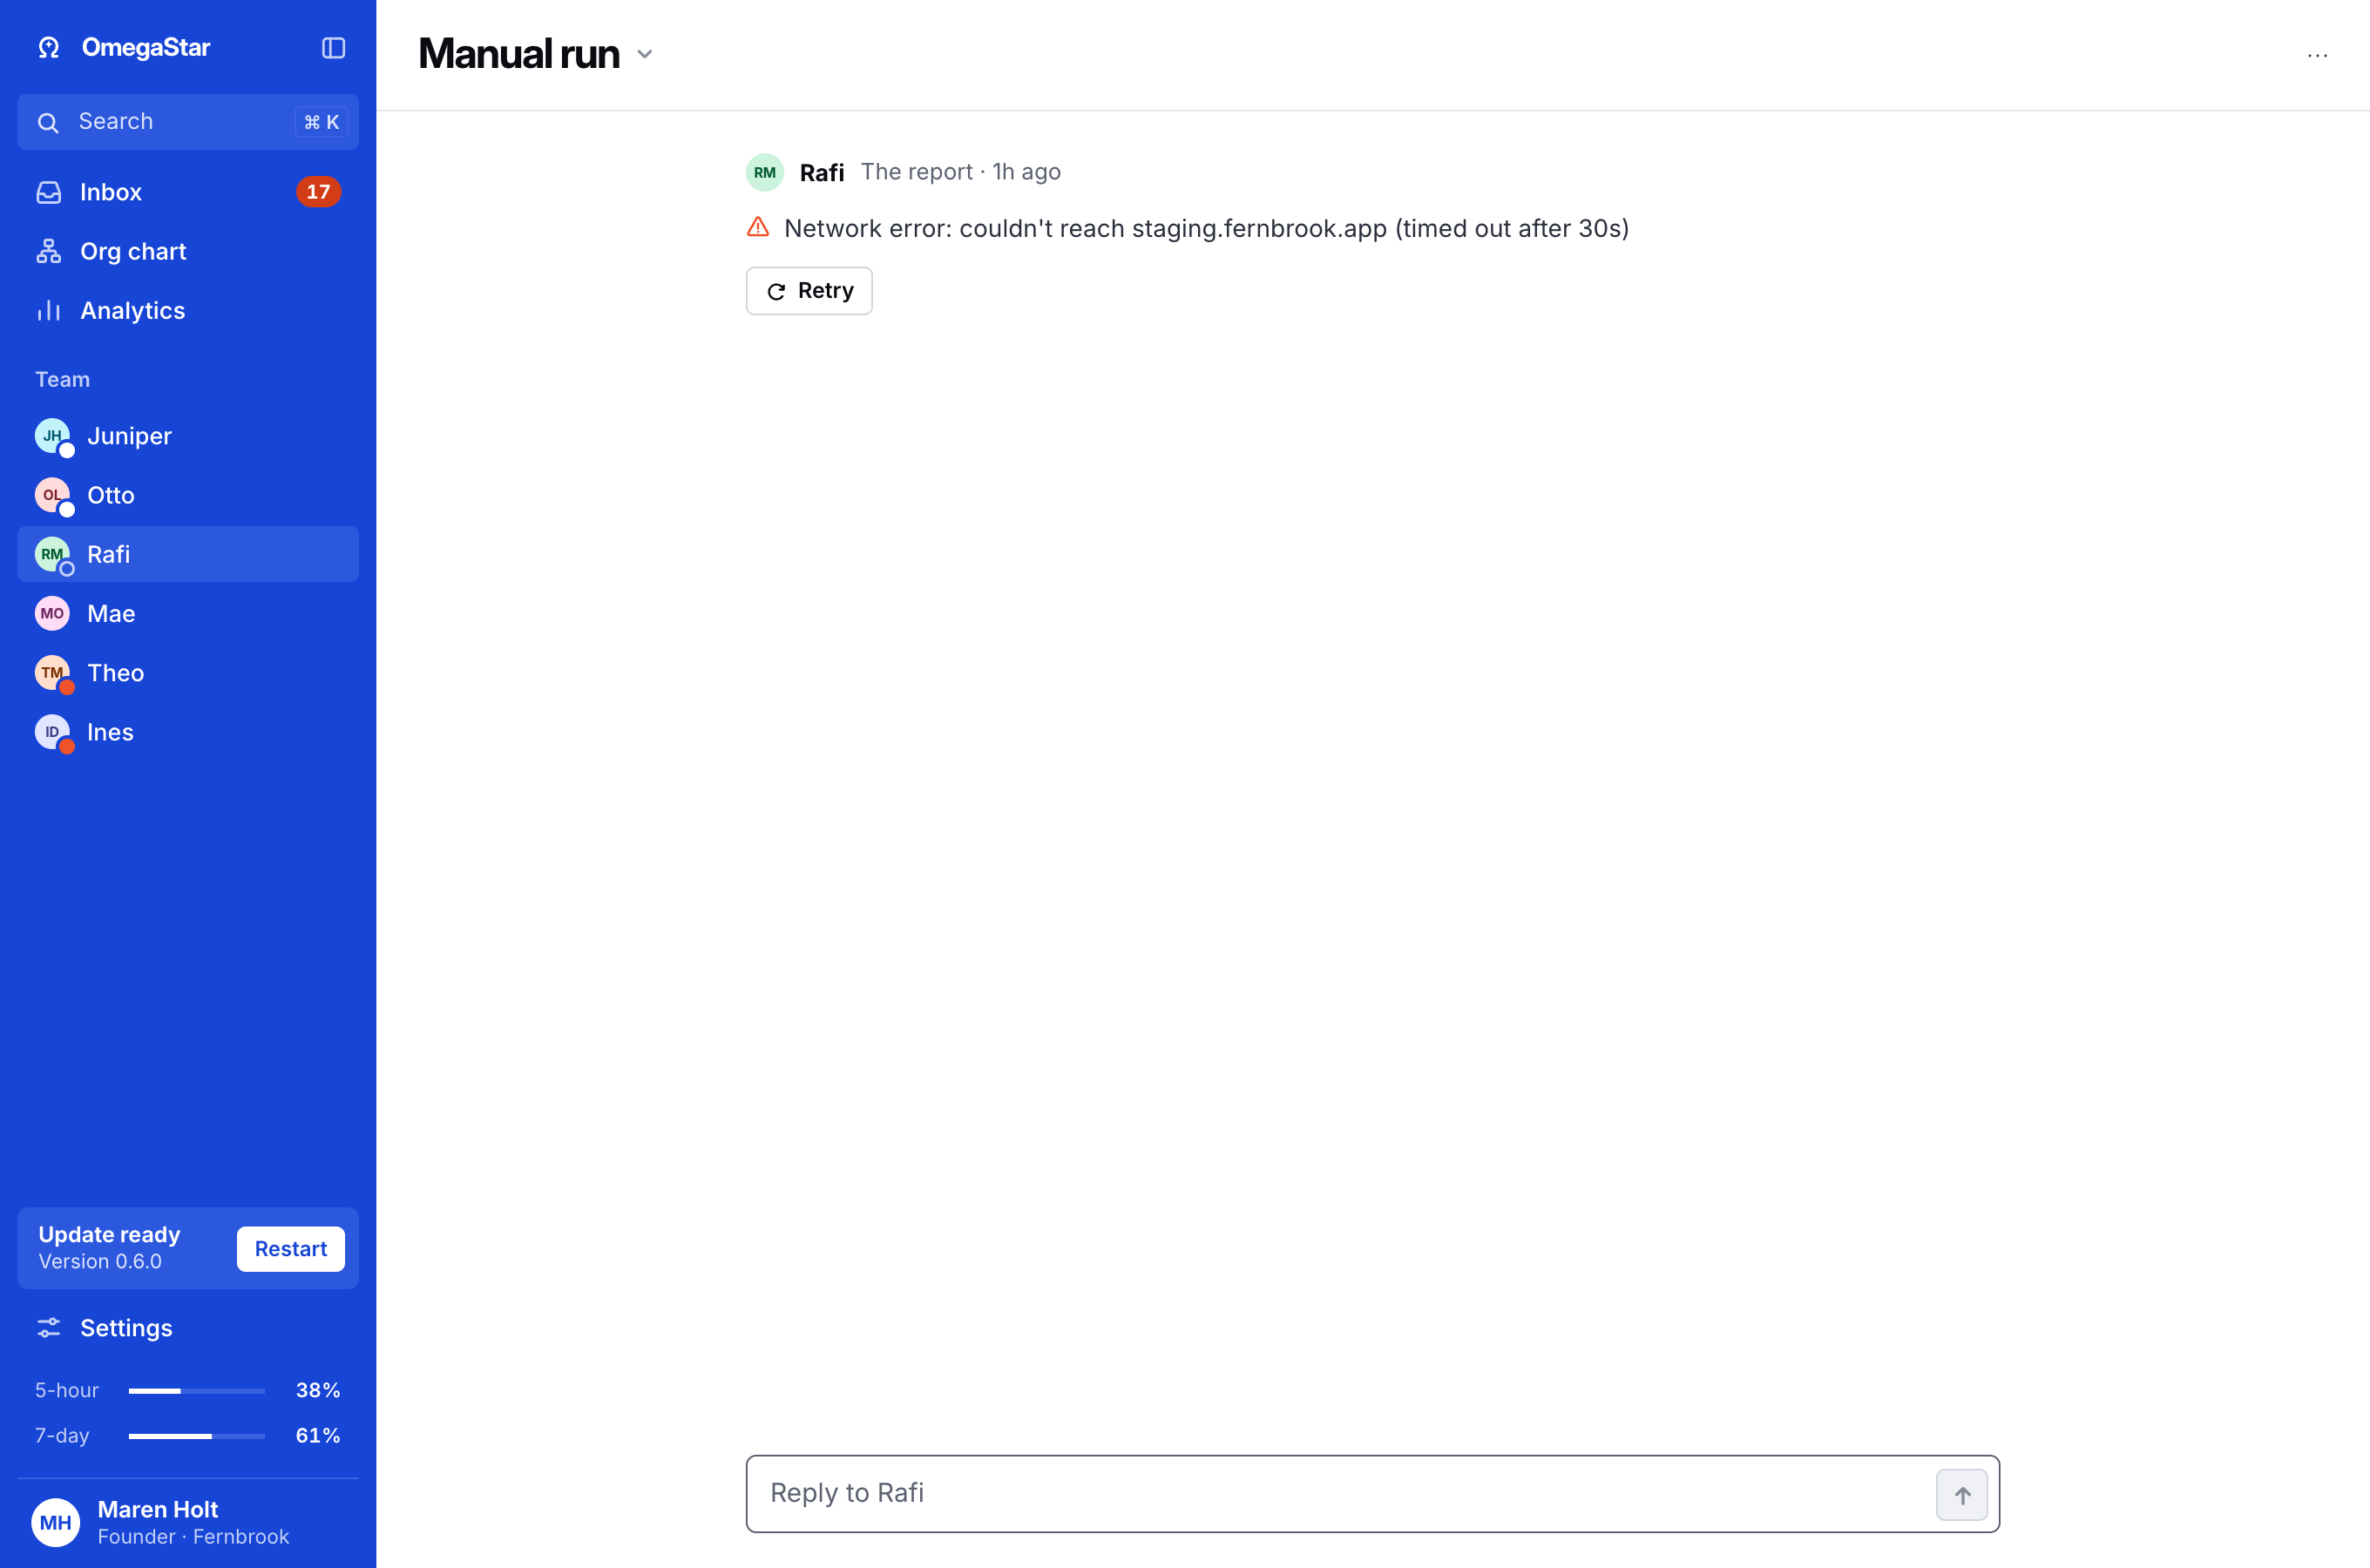 OmegaStar
Search ⌘ K
Inbox 17
Org chart
Analytics
Team
JH Juniper
OL Otto
RM Rafi
MO Mae
TM Theo
ID Ines
Update ready
Version 0.6.0
Restart
Settings
5-hour 38%
7-day 61%
MH Maren Holt
Founder · Fernbrook
Manual run
RM Rafi The report · 1h ago
Network error: couldn't reach staging.fernbrook.app (timed out after 30s)
Retry
Reply to Rafi